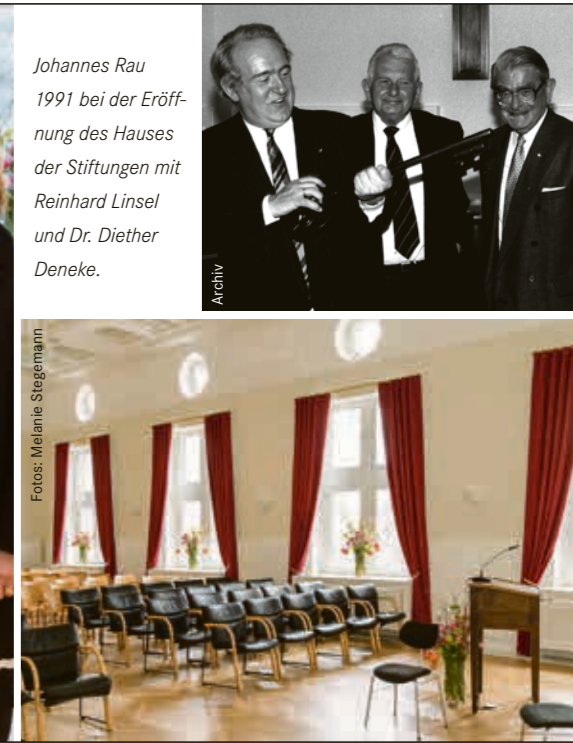 Johannes Rau
1991 bei der Eröff-
nung des Hauses
der Stiftungen mit
Reinhard Linsel
und Dr. Diether
Deneke.
Archiv
Fotos: Melanie Stegemann